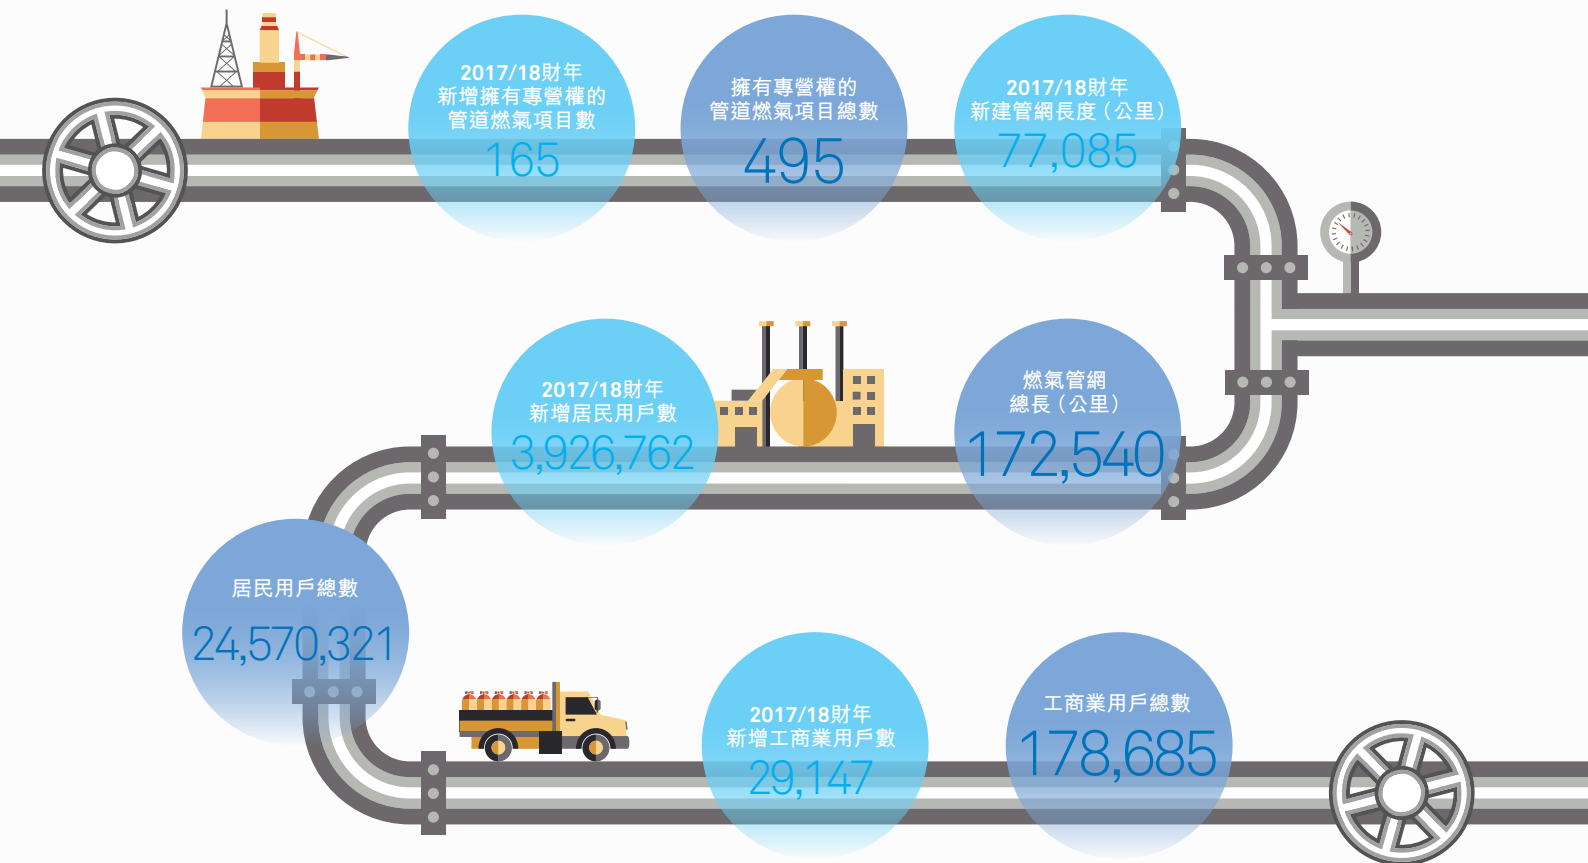 2017/18財年
新增擁有專營權的
管道燃氣項目數
165
擁有專營權的
管道燃氣項目總數
495
2017/18財年
新建管網長度（公里）
77,085
燃氣管網
總長（公里）
172,540
2017/18財年
新增居民用戶數
3,926,762
居民用戶總數
24,570,321
2017/18財年
新增工商業用戶數
29,147
工商業用戶總數
178,685